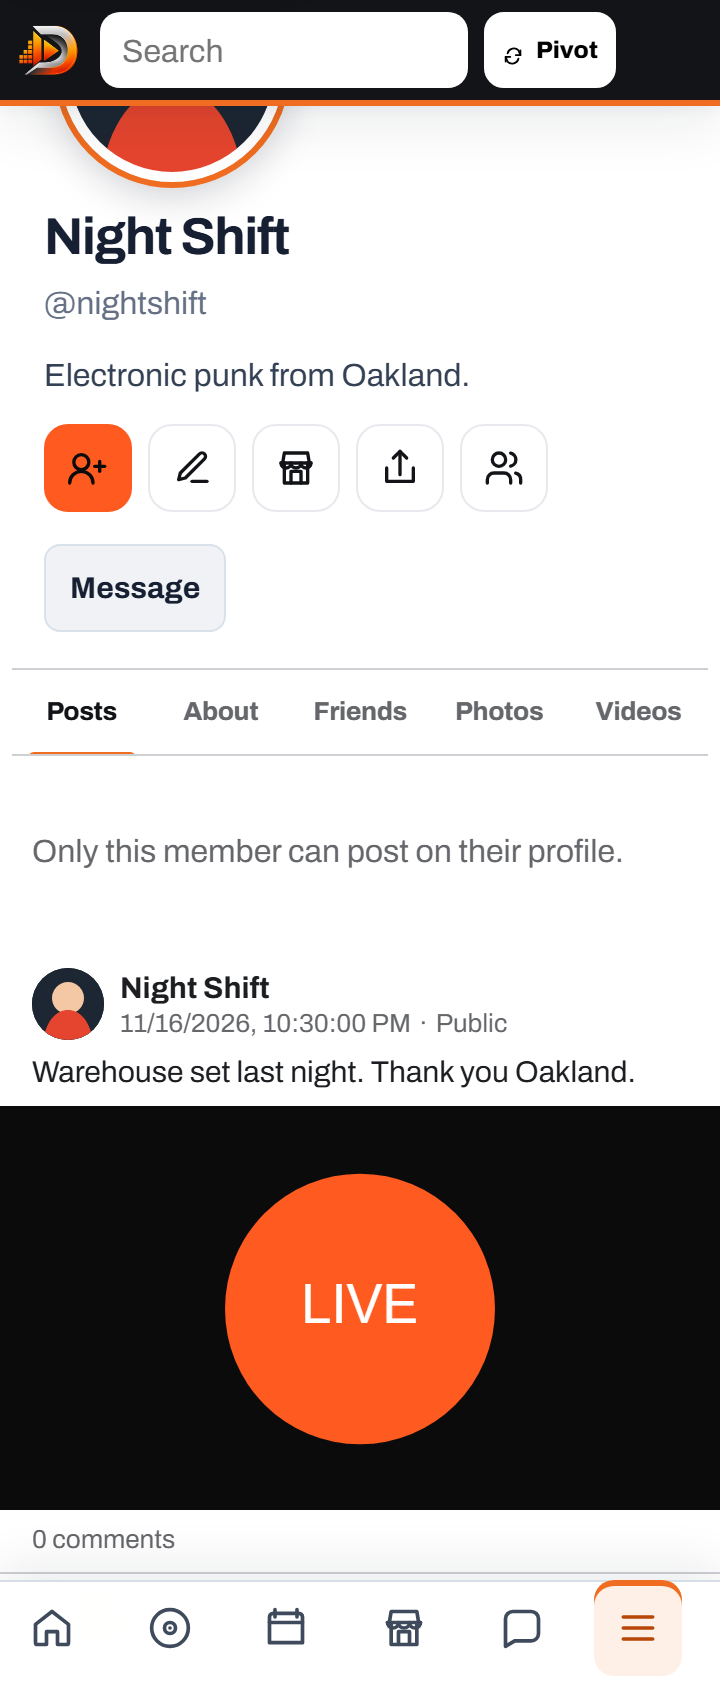 Search
Pivot
Night Shift
@nightshift
Electronic punk from Oakland.
Message
Posts About Friends Photos Videos
Only this member can post on their profile.
Night Shift
11/16/2026, 10:30:00 PM · Public
Warehouse set last night. Thank you Oakland.
LIVE
0 comments